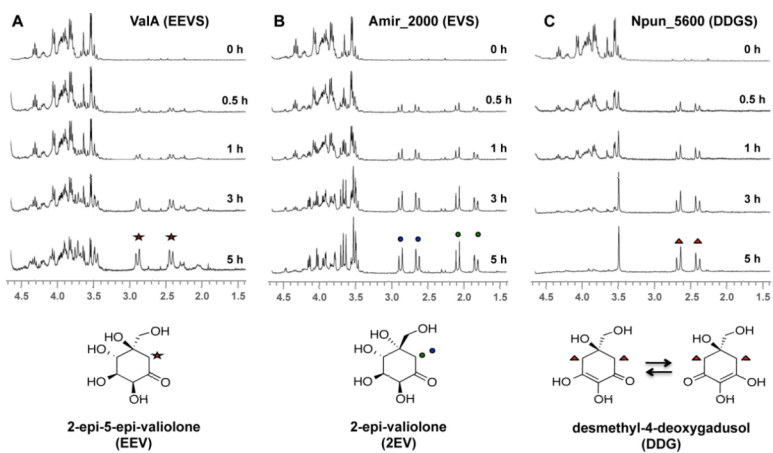 A ValA (EEVS)
0 h
0.5 h
1 h
3 h
5 h
4.5 4.0 3.5 3.0 2.5 2.0 1.5
HO OH
HO
HO O
OH
2-epi-5-epi-valiolone
(EEV)
B Amir_2000 (EVS)
0 h
0.5 h
1 h
3 h
5 h
4.5 4.0 3.5 3.0 2.5 2.0 1.5
HO OH
HO
HO O
OH
2-epi-valiolone
(2EV)
C Npun_5600 (DDGS)
0 h
0.5 h
1 h
3 h
5 h
4.5 4.0 3.5 3.0 2.5 2.0 1.5
HO OH
HO O
OH
HO OH
O OH
OH
desmethyl-4-deoxygadusol
(DDG)